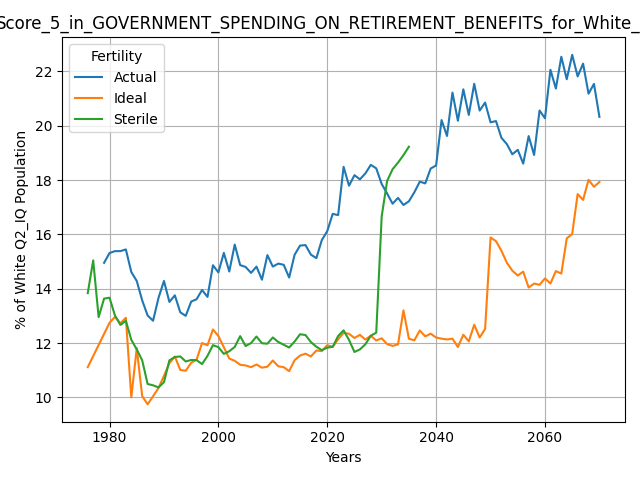 Score_5_in_GOVERNMENT_SPENDING_ON_RETIREMENT_BENEFITS_for_White_
Fertility
Actual
Ideal
Sterile
% of White Q2_IQ Population
22
20
18
16
14
12
10
1980
2000
2020
2040
2060
Years